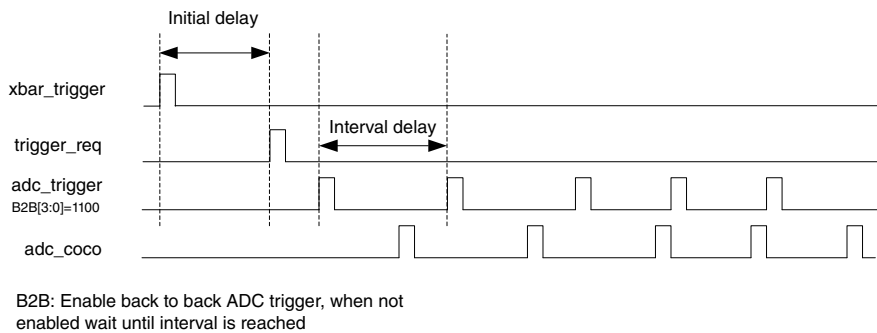 Initial delay
xbar_trigger
Interval delay
trigger_req
adc_trigger
B2B[3:0]=1100
adc_coco
B2B: Enable back to back ADC trigger, when not
enabled wait until interval is reached